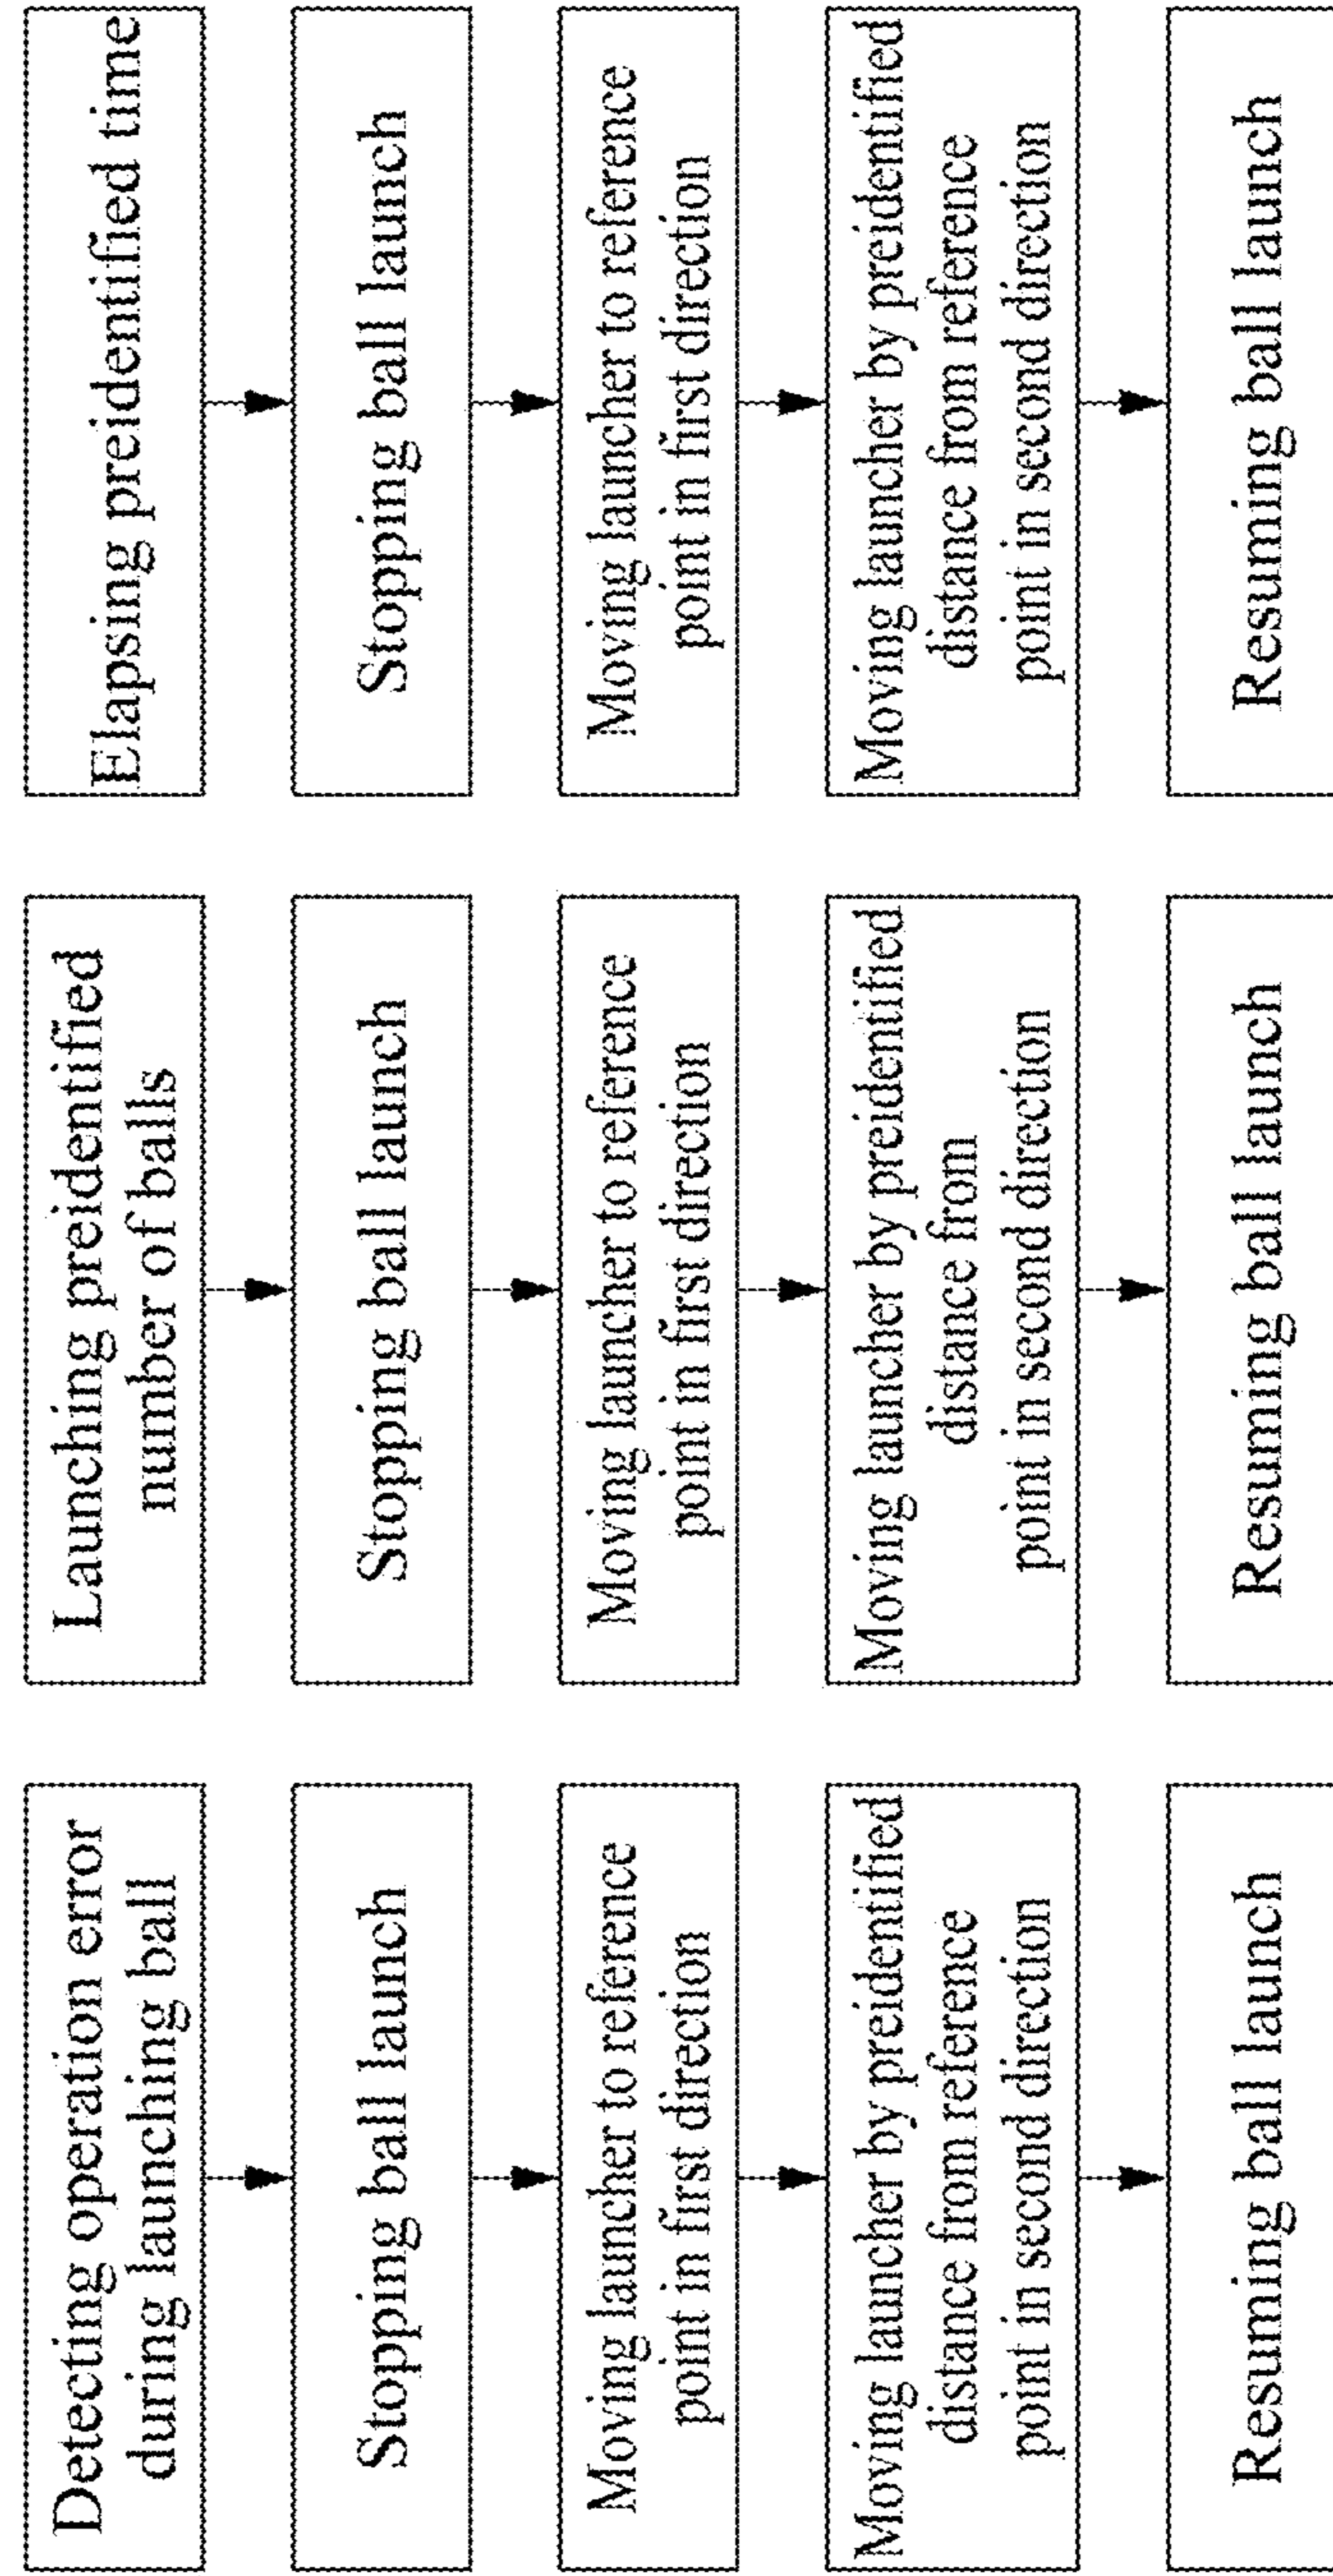 Detecting operation error
during launching ball
Stopping ball launch
Moving launcher to reference
point in first direction
Moving launcher by preidentified
distance from reference
point in second direction
Resuming ball launch
Launching preidentified
number of balls
Stopping ball launch
Moving launcher to reference
point in first direction
Moving launcher by preidentified
distance from
point in second direction
Resuming ball launch
Elapsing preidentified time
Stopping ball launch
Moving launcher to reference
point in first direction
Moving launcher by preidentified
distance from reference
point in second direction
Resuming ball launch